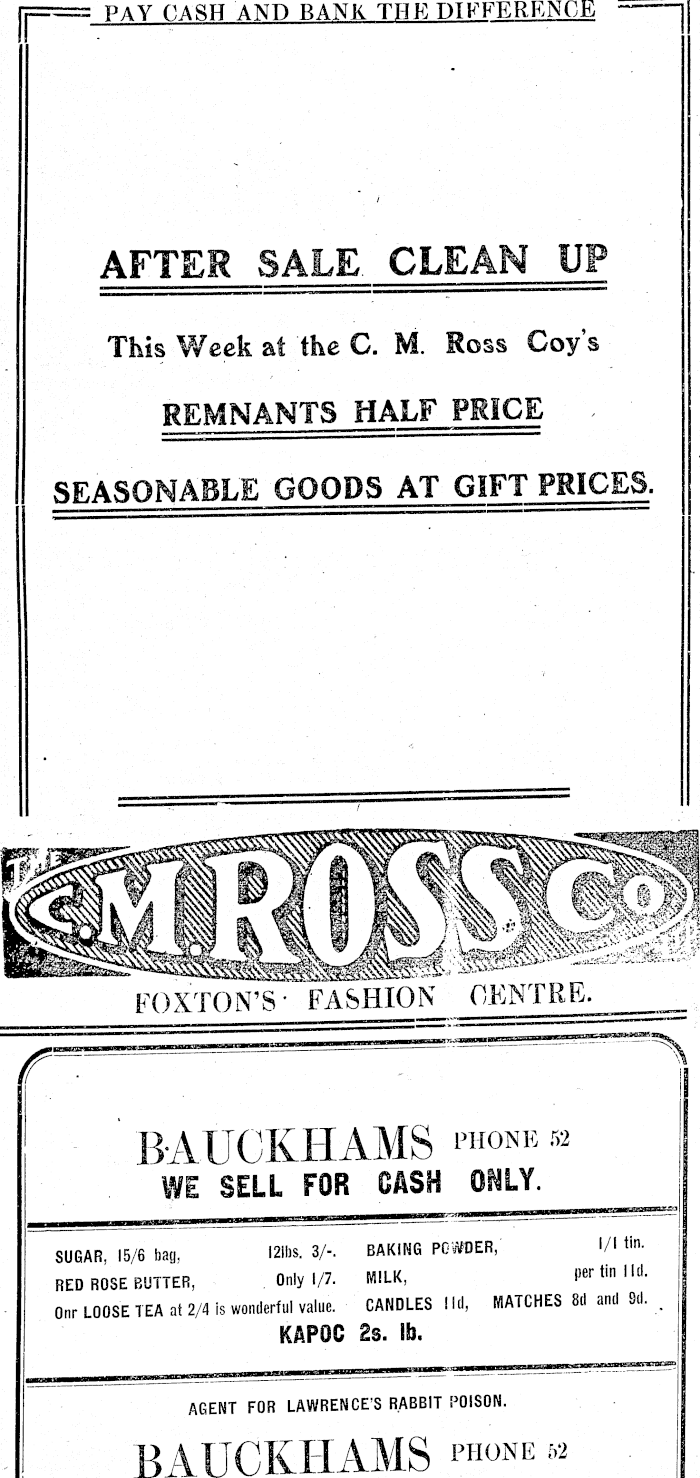 PAY CASH AND BANK THE DIFFERENCE
AFTER SALE CLEAN UP
This Week at the C. M. Ross Coy's
REMNANTS HALF PRICE
SEASONABLE GOODS AT GIFT PRICES.
THE
C.M. ROSS Co
FOXTON'S FASHION CENTRE.
BAUCKHAMS PHONE 52
WE SELL FOR CASH ONLY.
SUGAR, 15/6 bag, 12lbs. 3/-. BAKING POWDER, 1/1 tin.
RED ROSE BUTTER, Only 1/7. MILK, per tin 11d.
Onr LOOSE TEA at 2/4 is wonderful value. CANDLES 11d, MATCHES 8d and 9d.
KAPOC 2s. lb.
AGENT FOR LAWRENCE'S RABBIT POISON.
BAUCKHAMS PHONE 52